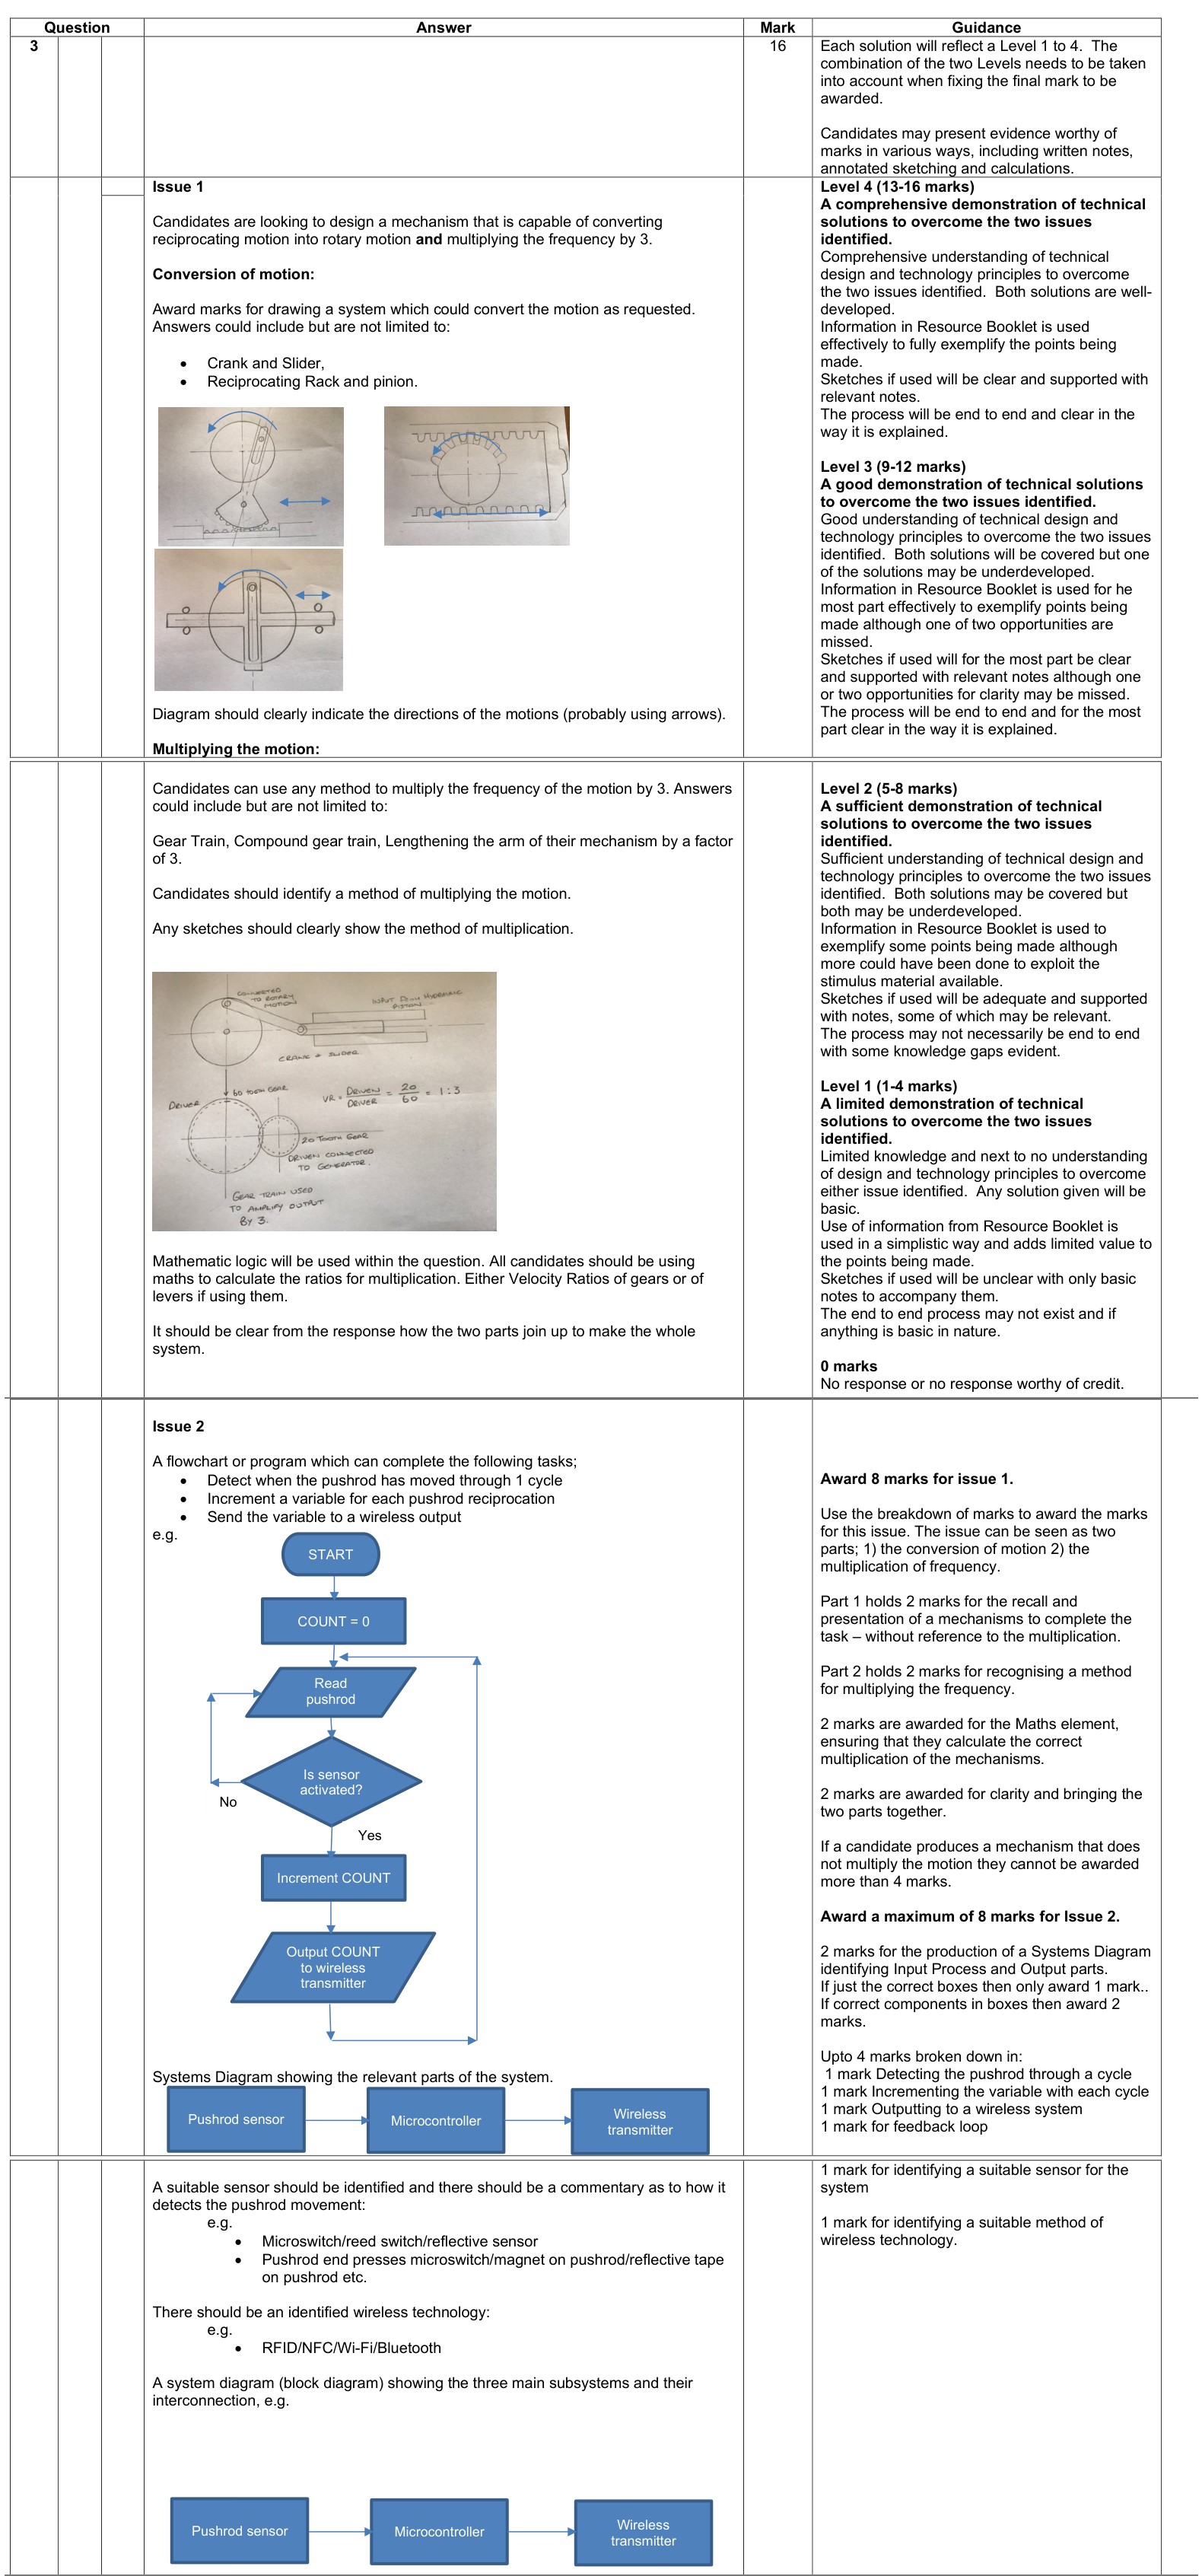 Question Answer Mark Guidance
3 16
Each solution will reflect a Level 1 to 4. The
combination of the two Levels needs to be taken
into account when fixing the final mark to be
awarded.
Candidates may present evidence worthy of
marks in various ways, including written notes,
annotated sketching and calculations.
Issue 1
Candidates are looking to design a mechanism that is capable of converting
reciprocating motion into rotary motion and multiplying the frequency by 3.
Conversion of motion:
Award marks for drawing a system which could convert the motion as requested.
Answers could include but are not limited to:
• Crank and Slider,
• Reciprocating Rack and pinion.
Diagram should clearly indicate the directions of the motions (probably using arrows).
Multiplying the motion:
Level 4 (13-16 marks)
A comprehensive demonstration of technical
solutions to overcome the two issues
identified.
Comprehensive understanding of technical
design and technology principles to overcome
the two issues identified. Both solutions are well-
developed.
Information in Resource Booklet is used
effectively to fully exemplify the points being
made.
Sketches if used will be clear and supported with
relevant notes.
The process will be end to end and clear in the
way it is explained.
Level 3 (9-12 marks)
A good demonstration of technical solutions
to overcome the two issues identified.
Good understanding of technical design and
technology principles to overcome the two issues
identified. Both solutions will be covered but one
of the solutions may be underdeveloped.
Information in Resource Booklet is used for he
most part effectively to exemplify points being
made although one of two opportunities are
missed.
Sketches if used will for the most part be clear
and supported with relevant notes although one
or two opportunities for clarity may be missed.
The process will be end to end and for the most
part clear in the way it is explained.
Candidates can use any method to multiply the frequency of the motion by 3. Answers
could include but are not limited to:
Gear Train, Compound gear train, Lengthening the arm of their mechanism by a factor
of 3.
Candidates should identify a method of multiplying the motion.
Any sketches should clearly show the method of multiplication.
CONVERTED
TO ROTARY
MOTION
INPUT FROM HYDRAULIC
PISTON
CRANK + SLIDER
60 TOOTH GEAR
DRIVER
VR = DRIVEN / DRIVER = 20 / 60 = 1:3
20 TOOTH GEAR
DRIVEN CONNECTED
TO GENERATOR.
GEAR TRAIN USED
TO AMPLIFY OUTPUT
BY 3.
Mathematic logic will be used within the question. All candidates should be using
maths to calculate the ratios for multiplication. Either Velocity Ratios of gears or of
levers if using them.
It should be clear from the response how the two parts join up to make the whole
system.
Level 2 (5-8 marks)
A sufficient demonstration of technical
solutions to overcome the two issues
identified.
Sufficient understanding of technical design and
technology principles to overcome the two issues
identified. Both solutions may be covered but
both may be underdeveloped.
Information in Resource Booklet is used to
exemplify some points being made although
more could have been done to exploit the
stimulus material available.
Sketches if used will be adequate and supported
with notes, some of which may be relevant.
The process may not necessarily be end to end
with some knowledge gaps evident.
Level 1 (1-4 marks)
A limited demonstration of technical
solutions to overcome the two issues
identified.
Limited knowledge and next to no understanding
of design and technology principles to overcome
either issue identified. Any solution given will be
basic.
Use of information from Resource Booklet is
used in a simplistic way and adds limited value to
the points being made.
Sketches if used will be unclear with only basic
notes to accompany them.
The end to end process may not exist and if
anything is basic in nature.
0 marks
No response or no response worthy of credit.
Issue 2
A flowchart or program which can complete the following tasks;
• Detect when the pushrod has moved through 1 cycle
• Increment a variable for each pushrod reciprocation
• Send the variable to a wireless output
e.g.
START
COUNT = 0
Read
pushrod
Is sensor
activated?
No
Yes
Increment COUNT
Output COUNT
to wireless
transmitter
Systems Diagram showing the relevant parts of the system.
Pushrod sensor
Microcontroller
Wireless
transmitter
Award 8 marks for issue 1.
Use the breakdown of marks to award the marks
for this issue. The issue can be seen as two
parts; 1) the conversion of motion 2) the
multiplication of frequency.
Part 1 holds 2 marks for the recall and
presentation of a mechanisms to complete the
task – without reference to the multiplication.
Part 2 holds 2 marks for recognising a method
for multiplying the frequency.
2 marks are awarded for the Maths element,
ensuring that they calculate the correct
multiplication of the mechanisms.
2 marks are awarded for clarity and bringing the
two parts together.
If a candidate produces a mechanism that does
not multiply the motion they cannot be awarded
more than 4 marks.
Award a maximum of 8 marks for Issue 2.
2 marks for the production of a Systems Diagram
identifying Input Process and Output parts.
If just the correct boxes then only award 1 mark..
If correct components in boxes then award 2
marks.
Upto 4 marks broken down in:
1 mark Detecting the pushrod through a cycle
1 mark Incrementing the variable with each cycle
1 mark Outputting to a wireless system
1 mark for feedback loop
A suitable sensor should be identified and there should be a commentary as to how it
detects the pushrod movement:
e.g.
• Microswitch/reed switch/reflective sensor
• Pushrod end presses microswitch/magnet on pushrod/reflective tape
on pushrod etc.
There should be an identified wireless technology:
e.g.
• RFID/NFC/Wi-Fi/Bluetooth
A system diagram (block diagram) showing the three main subsystems and their
interconnection, e.g.
Pushrod sensor
Microcontroller
Wireless
transmitter
1 mark for identifying a suitable sensor for the
system
1 mark for identifying a suitable method of
wireless technology.